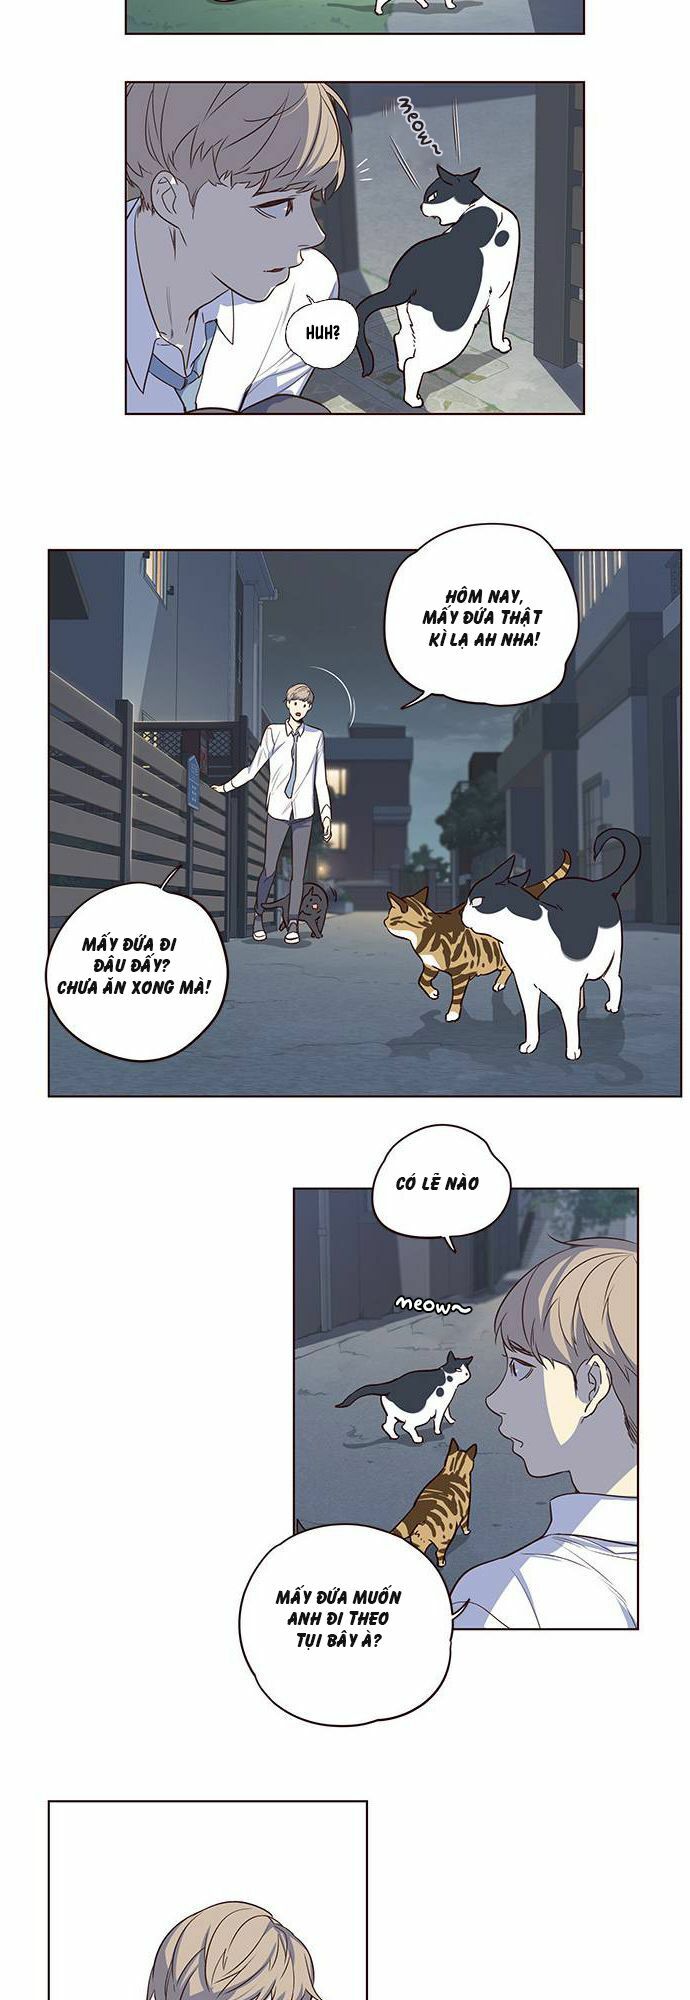 meow~
HUH?
HÔM NAY,
MẤY ĐỨA THẬT
KÌ LẠ AH NHA!
MẤY ĐỨA ĐI
ĐÂU ĐẤY?
CHƯA ĂN XONG MÀ!
CÓ LẼ NÀO
meow~
MẤY ĐỨA MUỐN
ANH ĐI THEO
TỤI BÂY À?